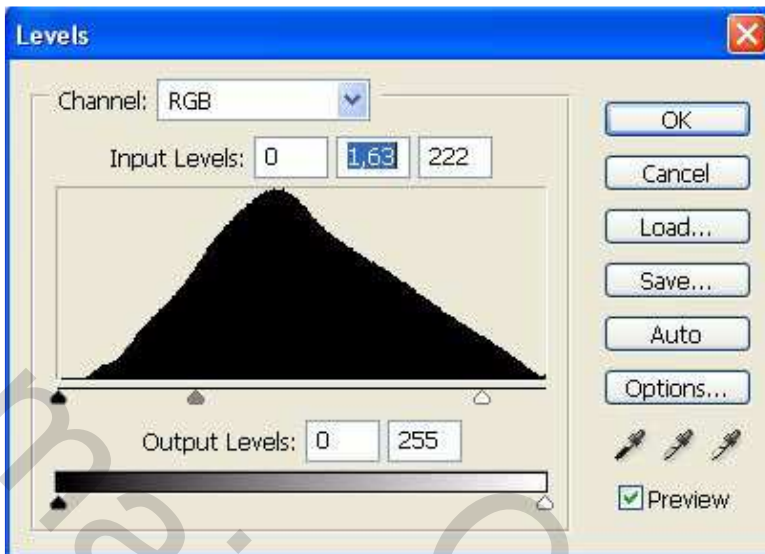 Levels
Channel: RGB
Input Levels: 0 1,63 222
Output Levels: 0 255
OK
Cancel
Load...
Save...
Auto
Options...
Preview